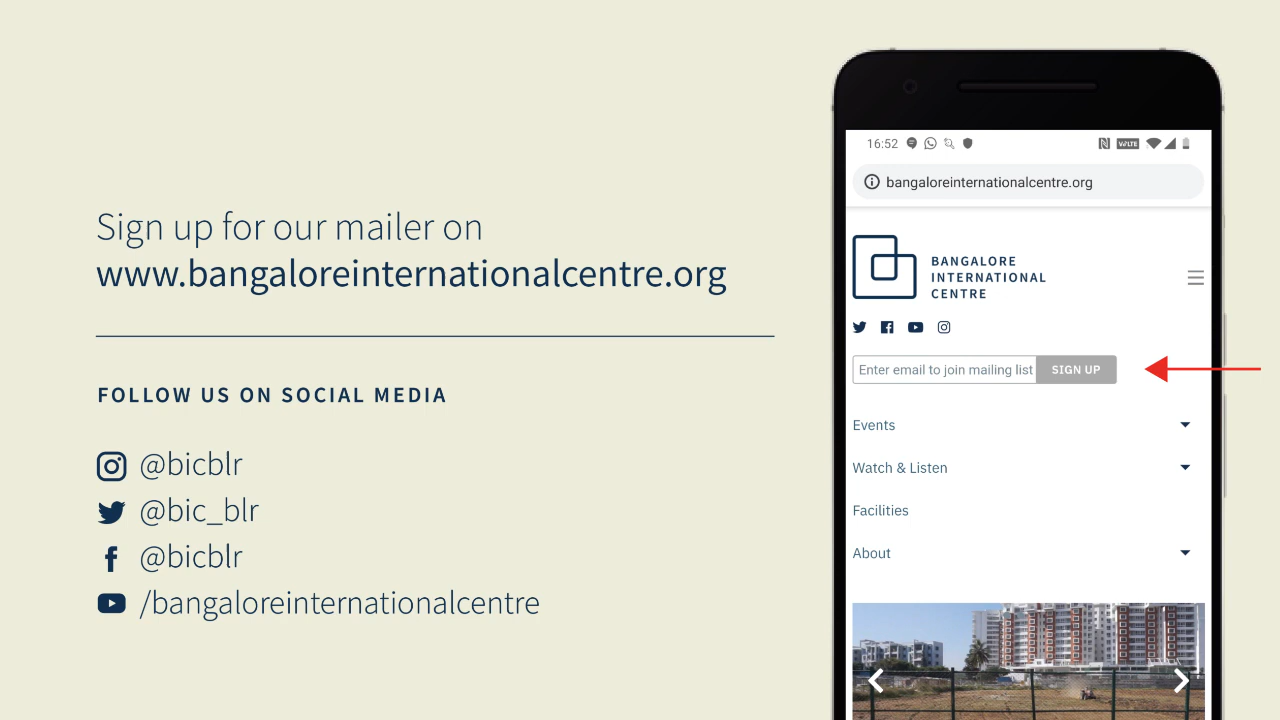 Sign up for our mailer on
www.bangaloreinternationalcentre.org
FOLLOW US ON SOCIAL MEDIA
@bicblr
@bic_blr
@bicblr
/bangaloreinternationalcentre
16:52
VoLTE
bangaloreinternationalcentre.org
BANGALORE
INTERNATIONAL
CENTRE
Enter email to join mailing list SIGN UP
Events
Watch & Listen
Facilities
About